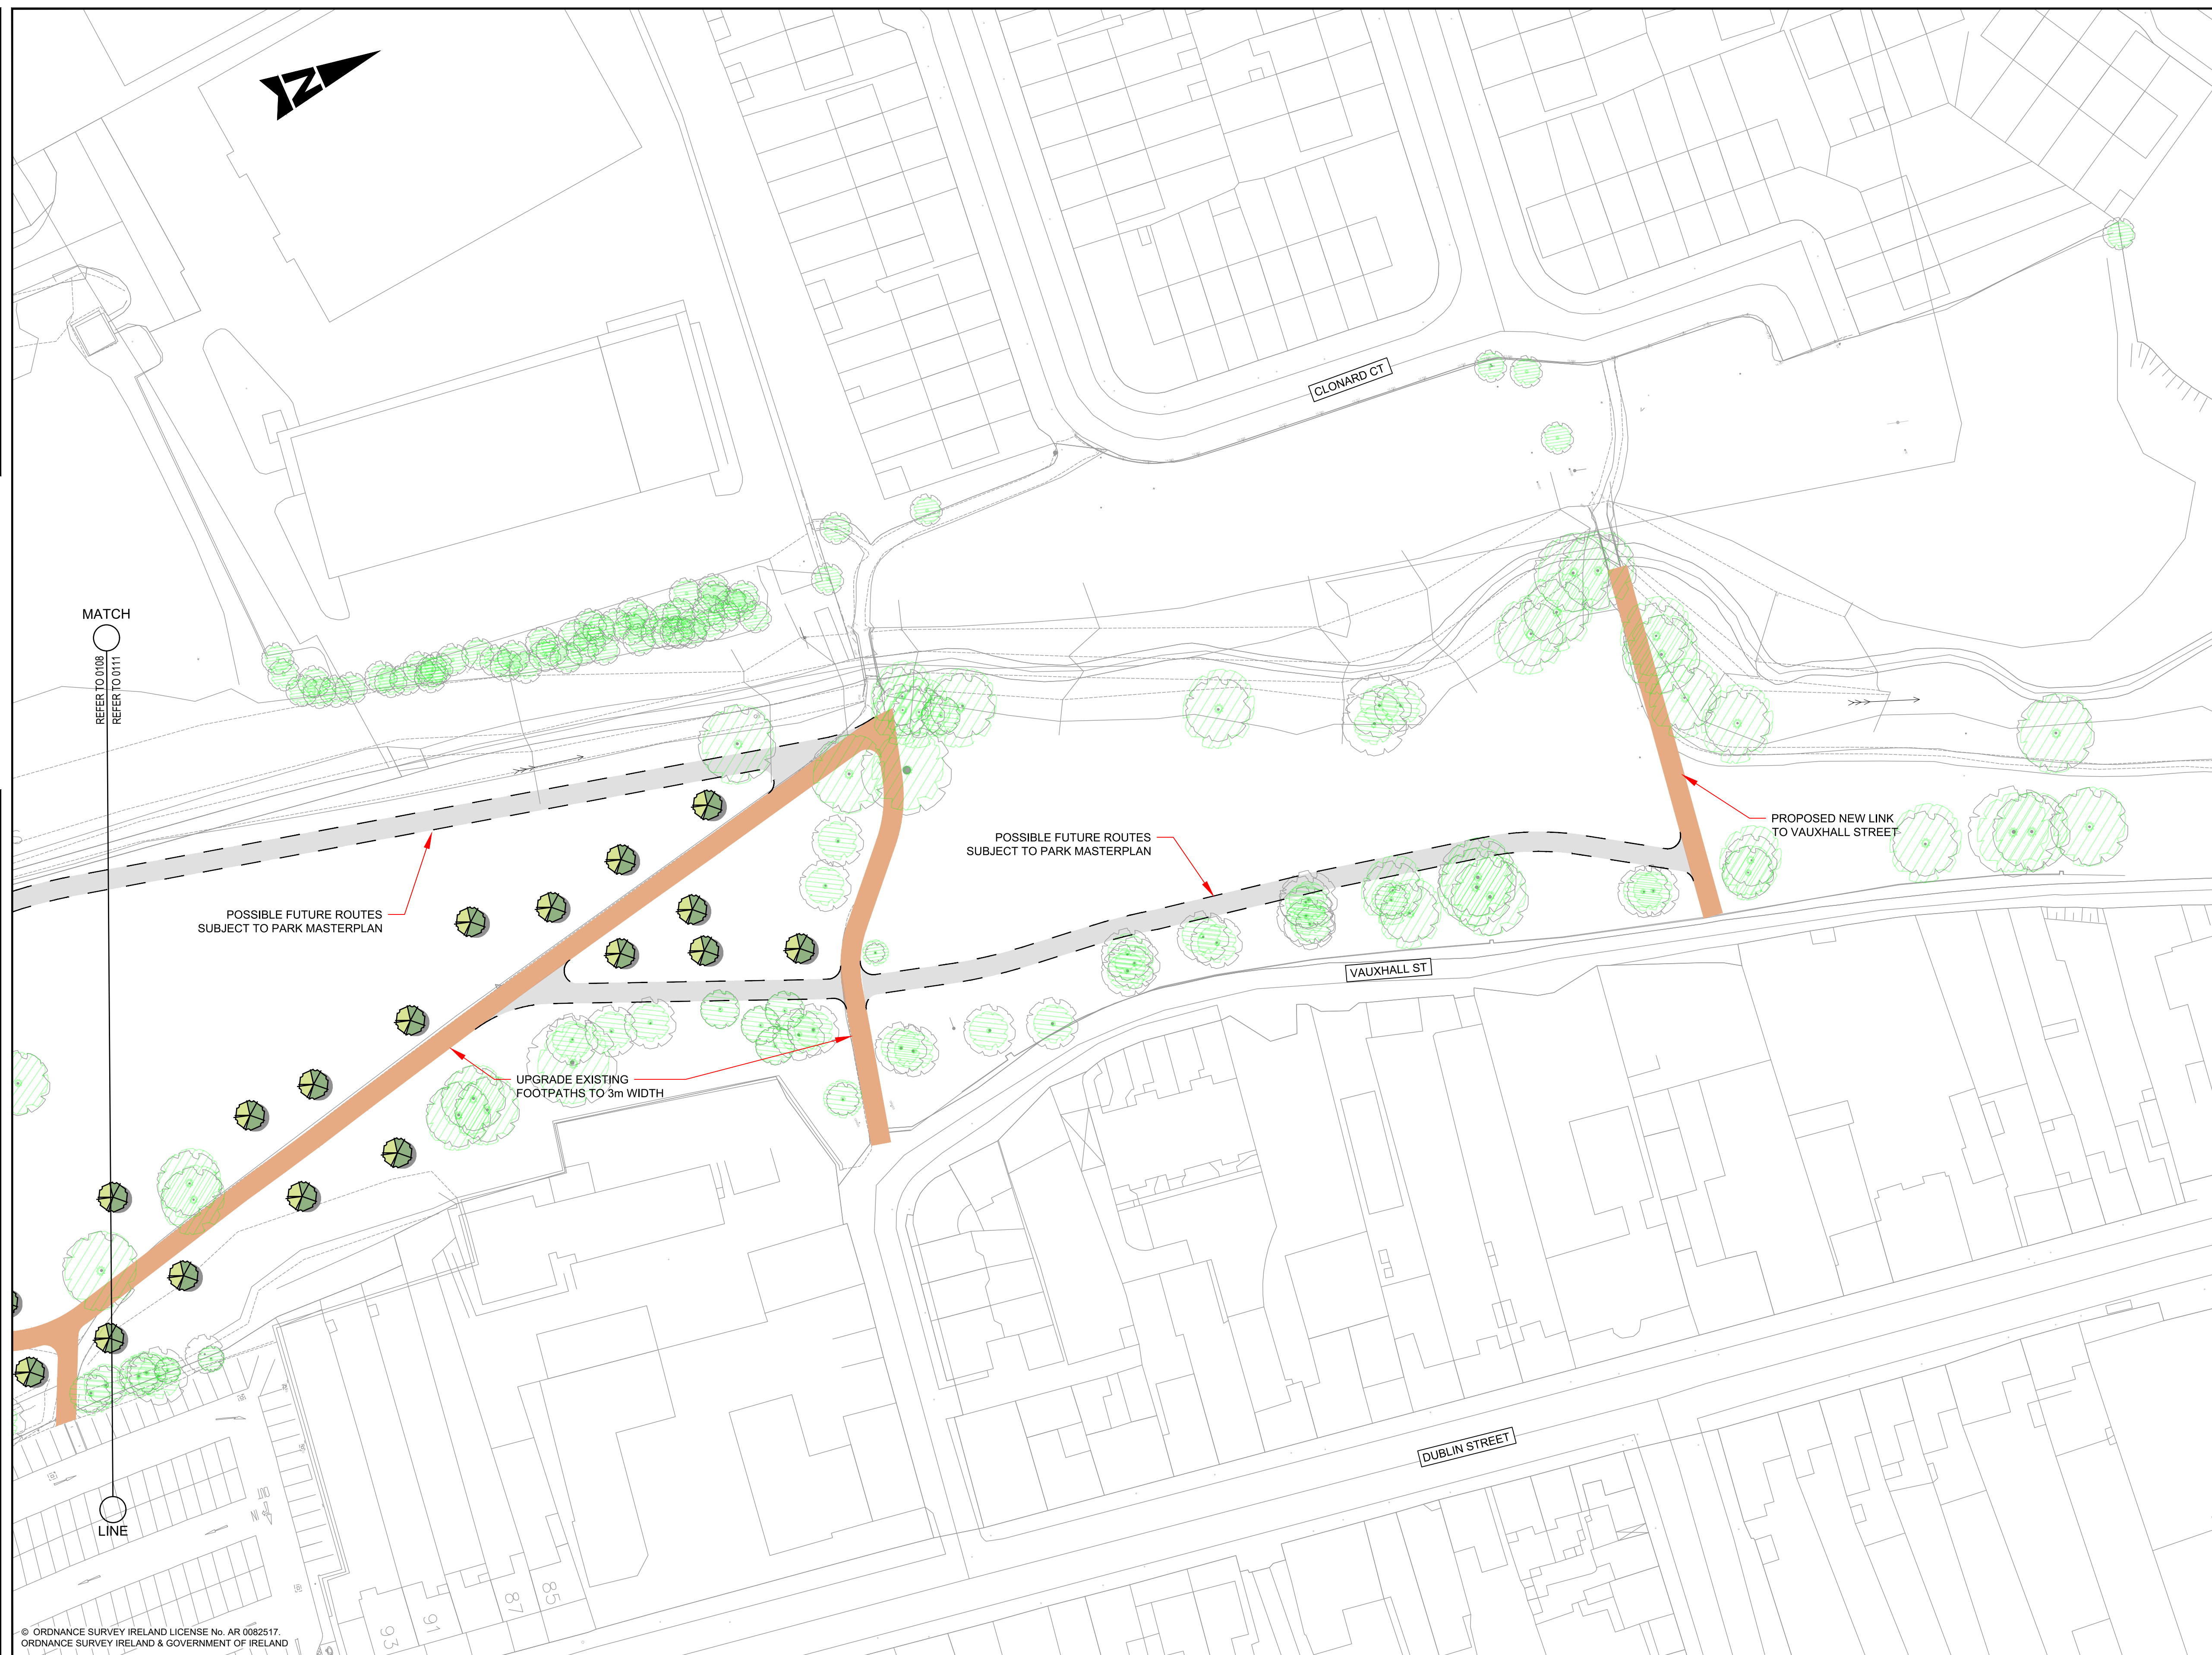 N
CLONARD CT
MATCH
REFER TO 0108
REFER TO 0111
PROPOSED NEW LINK
TO VAUXHALL STREET
POSSIBLE FUTURE ROUTES
SUBJECT TO PARK MASTERPLAN
POSSIBLE FUTURE ROUTES
SUBJECT TO PARK MASTERPLAN
VAUXHALL ST
UPGRADE EXISTING
FOOTPATHS TO 3m WIDTH
DUBLIN STREET
OUT
IN
LINE
85
87
91
93
© ORDNANCE SURVEY IRELAND LICENSE No. AR 0082517.
ORDNANCE SURVEY IRELAND & GOVERNMENT OF IRELAND